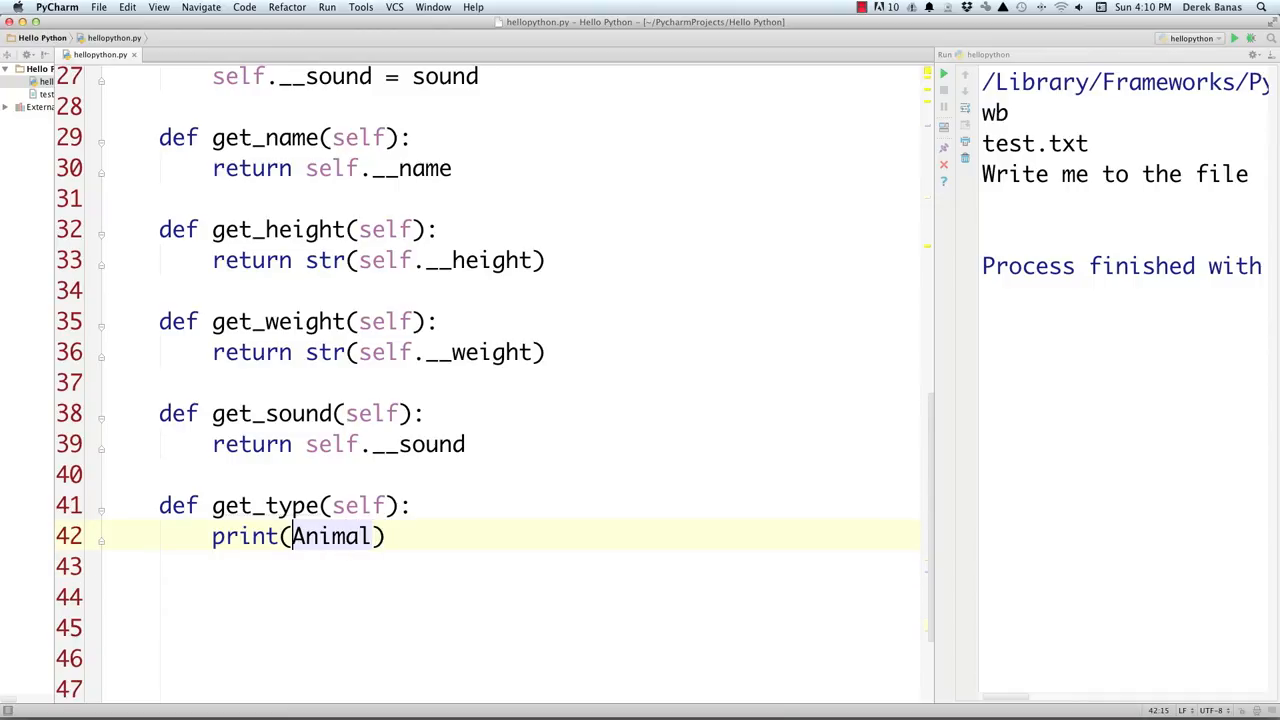 PyCharm File Edit View Navigate Code Refactor Run Tools VCS Window Help 10 Sun 4:10 PM Derek Banas
hellopython.py – Hello Python – [~/PycharmProjects/Hello Python]
Hello Python hellopython.py hellopython
hellopython.py Run hellopython
Hello P
hell
test
Extern
27 self.__sound = sound
28
29 def get_name(self):
30 return self.__name
31
32 def get_height(self):
33 return str(self.__height)
34
35 def get_weight(self):
36 return str(self.__weight)
37
38 def get_sound(self):
39 return self.__sound
40
41 def get_type(self):
42 print(Animal)
43
44
45
46
47
/Library/Frameworks/Py
wb
test.txt
Write me to the file
Process finished with
42:15 LF UTF-8